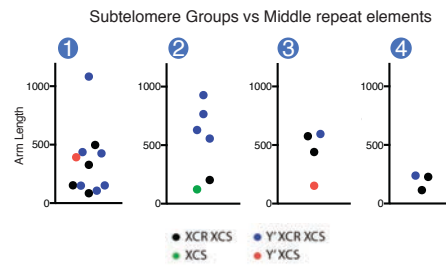 Subtelomere Groups vs Middle repeat elements
1 2 3 4
Arm Length
1000 1000 1000 1000
500 500 500 500
0 0 0 0
XCR XCS Y' XCR XCS
XCS Y' XCS